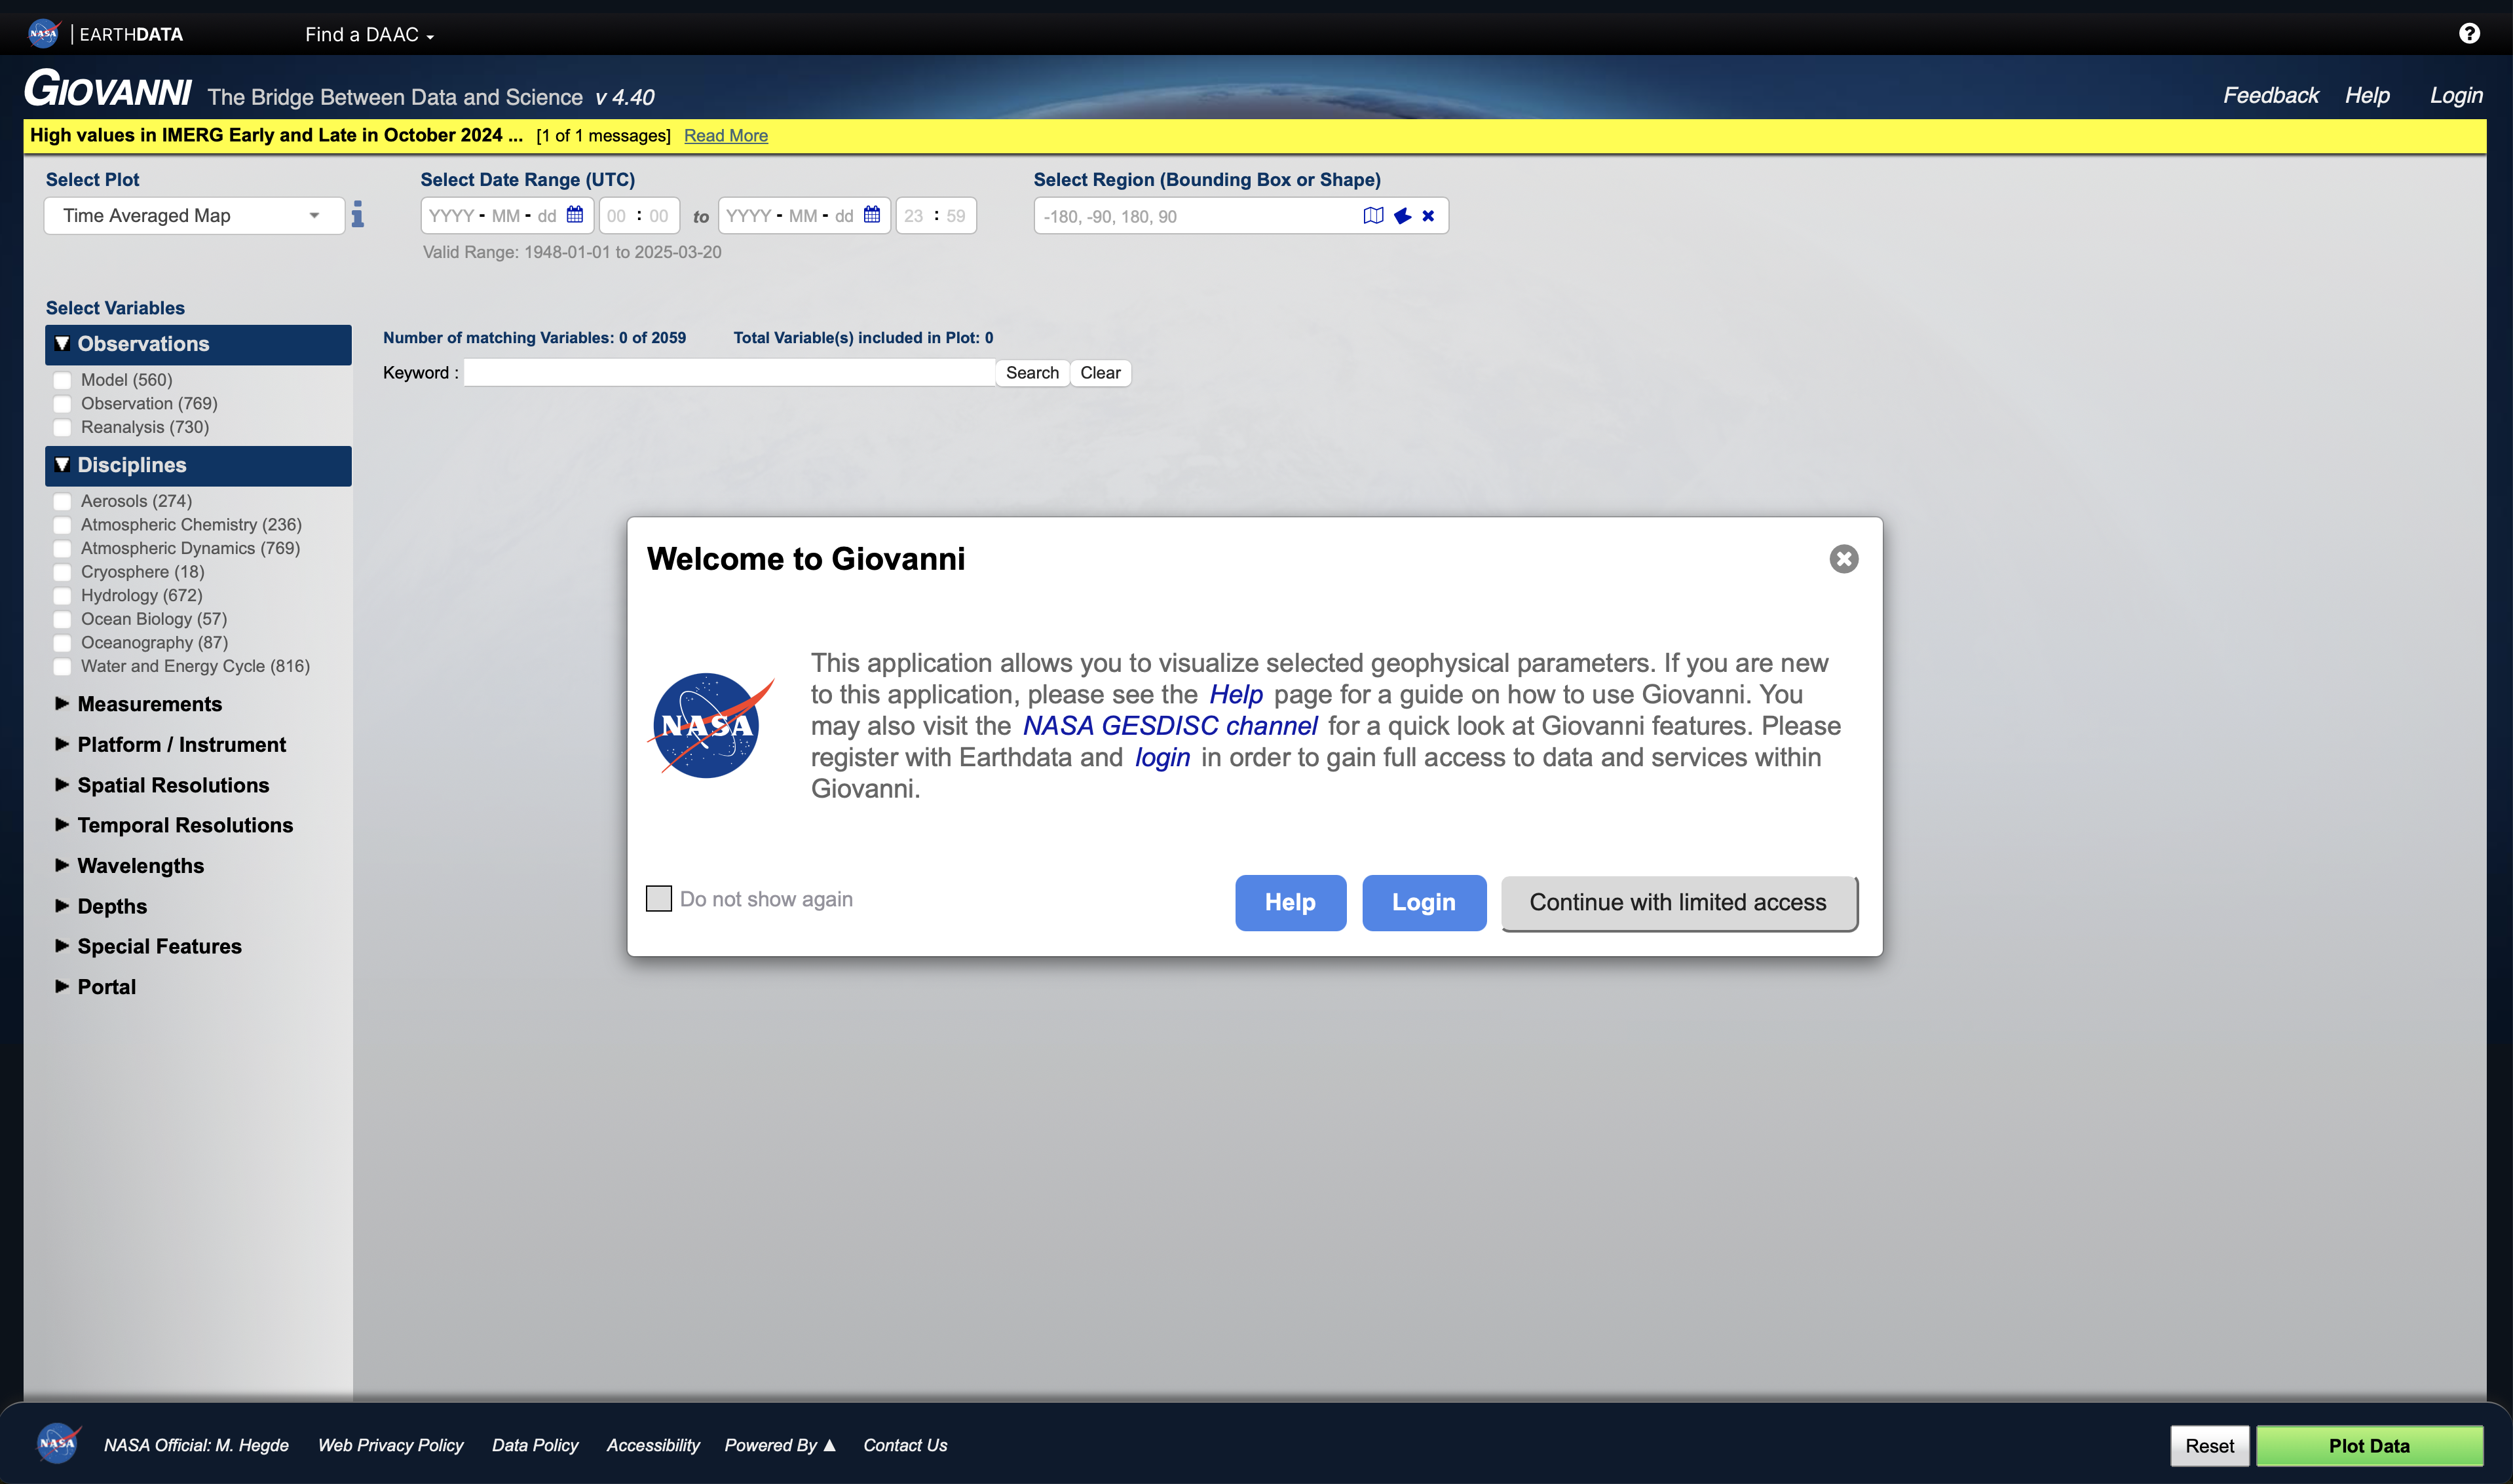 NASA | EARTHDATA Find a DAAC
GIOVANNI The Bridge Between Data and Science v 4.40 Feedback Help Login
High values in IMERG Early and Late in October 2024 ... [1 of 1 messages] Read More
Select Plot Select Date Range (UTC) Select Region (Bounding Box or Shape)
Time Averaged Map YYYY - MM - dd 00 : 00 to YYYY - MM - dd 23 : 59 -180, -90, 180, 90
Valid Range: 1948-01-01 to 2025-03-20
Select Variables
Observations
Model (560)
Observation (769)
Reanalysis (730)
Disciplines
Aerosols (274)
Atmospheric Chemistry (236)
Atmospheric Dynamics (769)
Cryosphere (18)
Hydrology (672)
Ocean Biology (57)
Oceanography (87)
Water and Energy Cycle (816)
Measurements
Platform / Instrument
Spatial Resolutions
Temporal Resolutions
Wavelengths
Depths
Special Features
Portal
Number of matching Variables: 0 of 2059 Total Variable(s) included in Plot: 0
Keyword : Search Clear
Welcome to Giovanni
NASA
This application allows you to visualize selected geophysical parameters. If you are new
to this application, please see the Help page for a guide on how to use Giovanni. You
may also visit the NASA GESDISC channel for a quick look at Giovanni features. Please
register with Earthdata and login in order to gain full access to data and services within
Giovanni.
Do not show again Help Login Continue with limited access
NASA NASA Official: M. Hegde Web Privacy Policy Data Policy Accessibility Powered By ▲ Contact Us Reset Plot Data